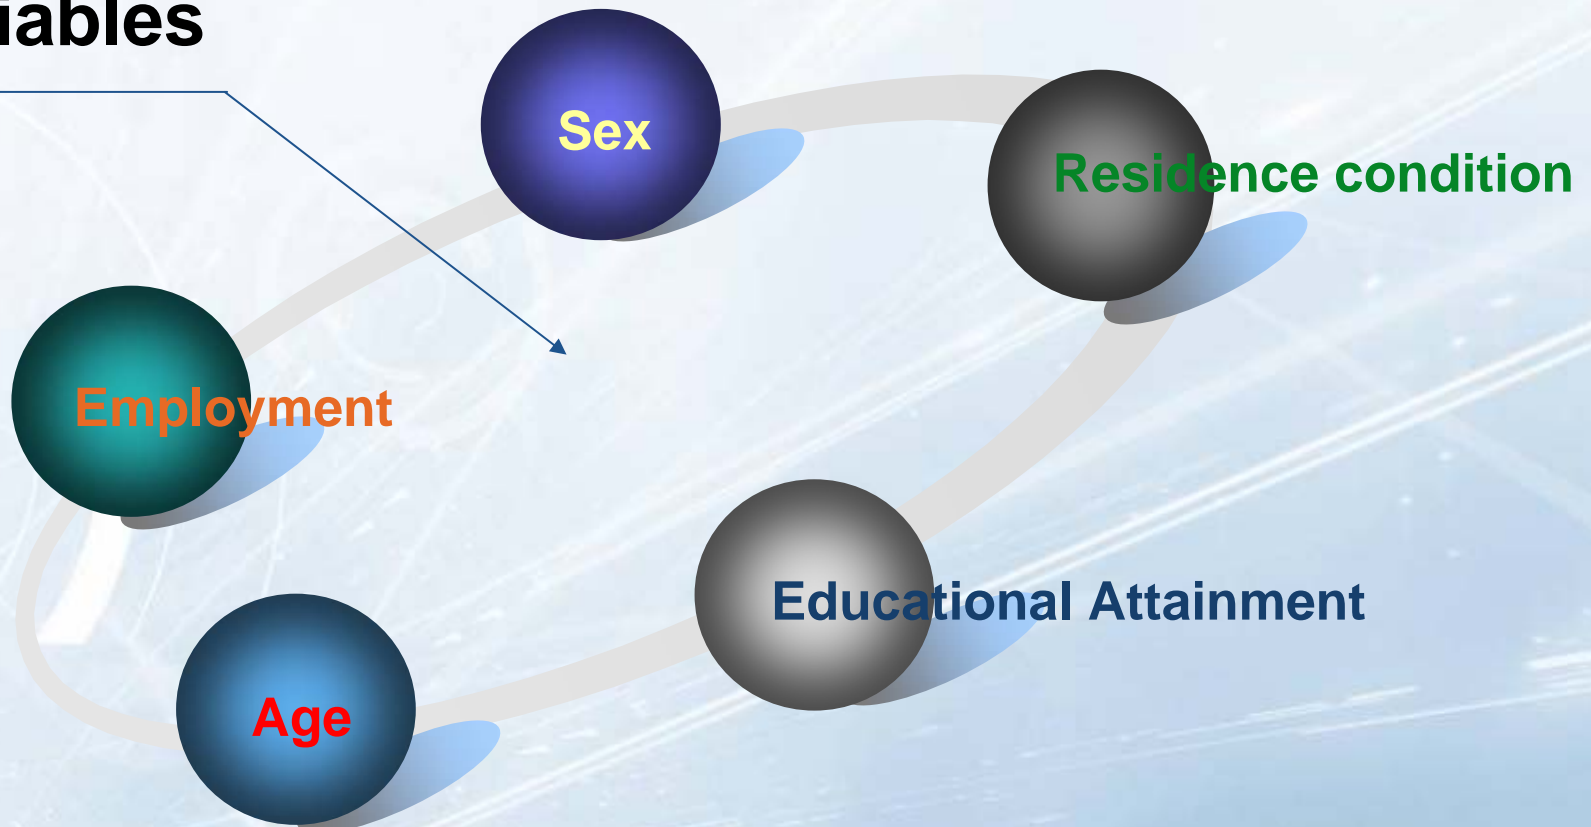 iables
Sex
Residence condition
Employment
Educational Attainment
Age